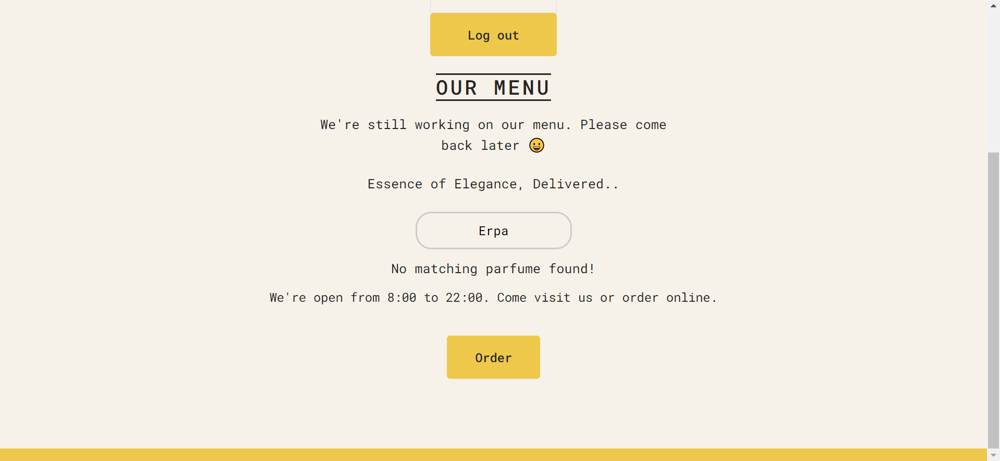 Log out
OUR MENU
We're still working on our menu. Please come
back later 😀
Essence of Elegance, Delivered..
Erpa
No matching parfume found!
We're open from 8:00 to 22:00. Come visit us or order online.
Order